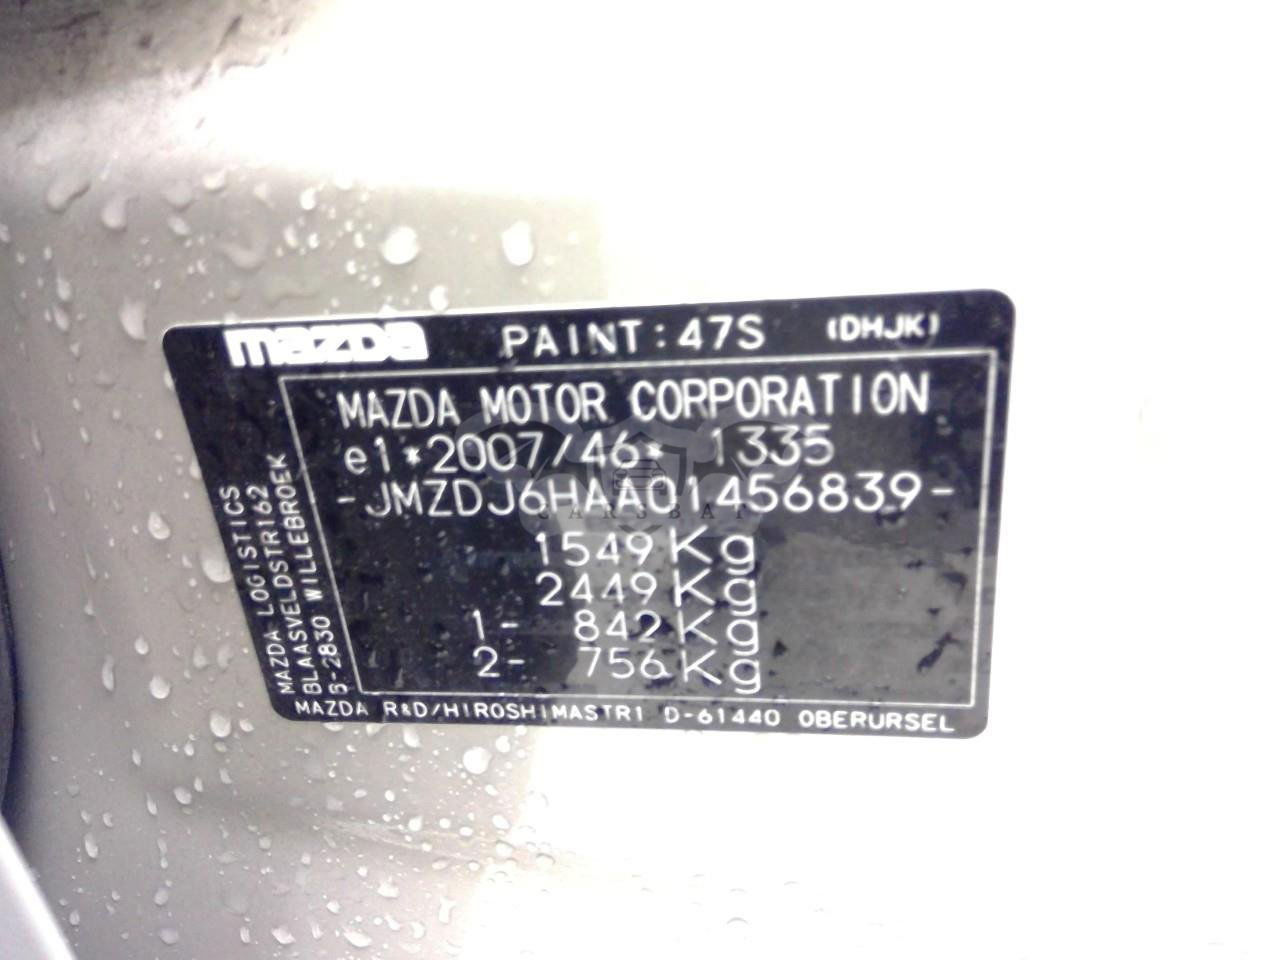 mazda PAINT:47S (DHJK)
MAZDA MOTOR CORPORATION
e1*2007/46* 1335
-JMZDJ6HAA01456839-
1549Kg
2449Kg
1- 842Kg
2- 756Kg
MAZDA LOGISTICS
BLAASVELDSTR162
B-2830 WILLEBROEK
MAZDA R&D/HIROSHIMASTR1 D-61440 OBERURSEL
CARSBAT